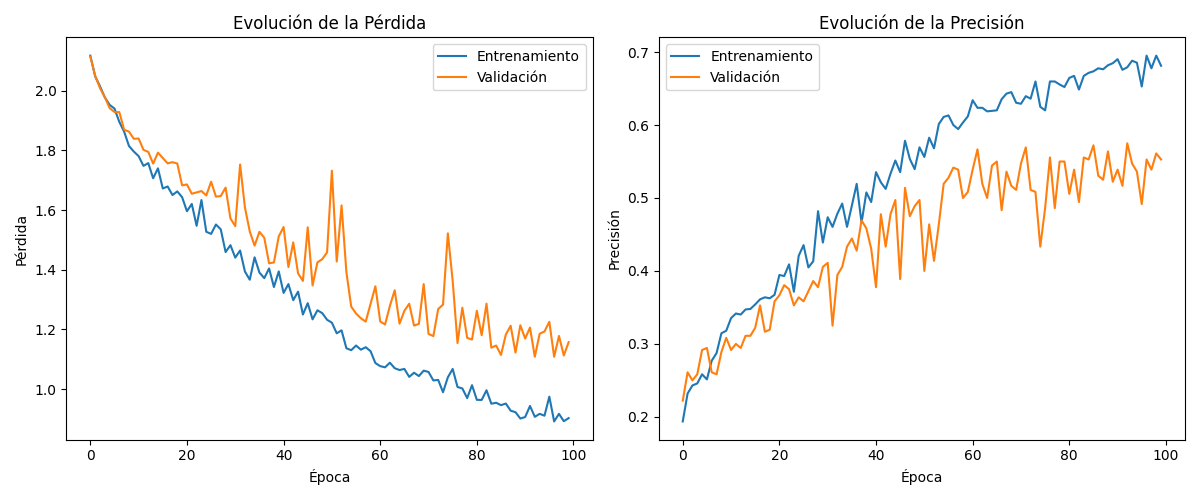 Evolución de la Pérdida
Entrenamiento
Validación
Pérdida
2.0
1.8
1.6
1.4
1.2
1.0
0
20
40
60
80
100
Época
Evolución de la Precisión
Entrenamiento
Validación
Precisión
0.7
0.6
0.5
0.4
0.3
0.2
0
20
40
60
80
100
Época